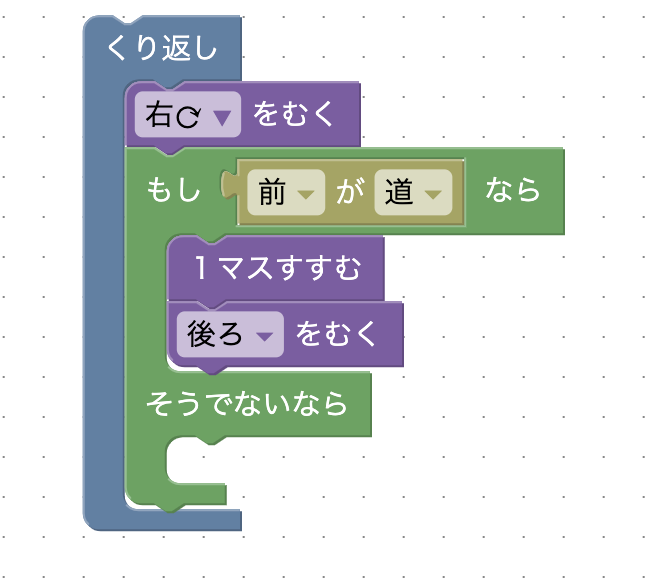 くり返し
右⟳ ▼ をむく
もし 前 ▼ が 道 ▼ なら
1 マスすすむ
後ろ ▼ をむく
そうでないなら